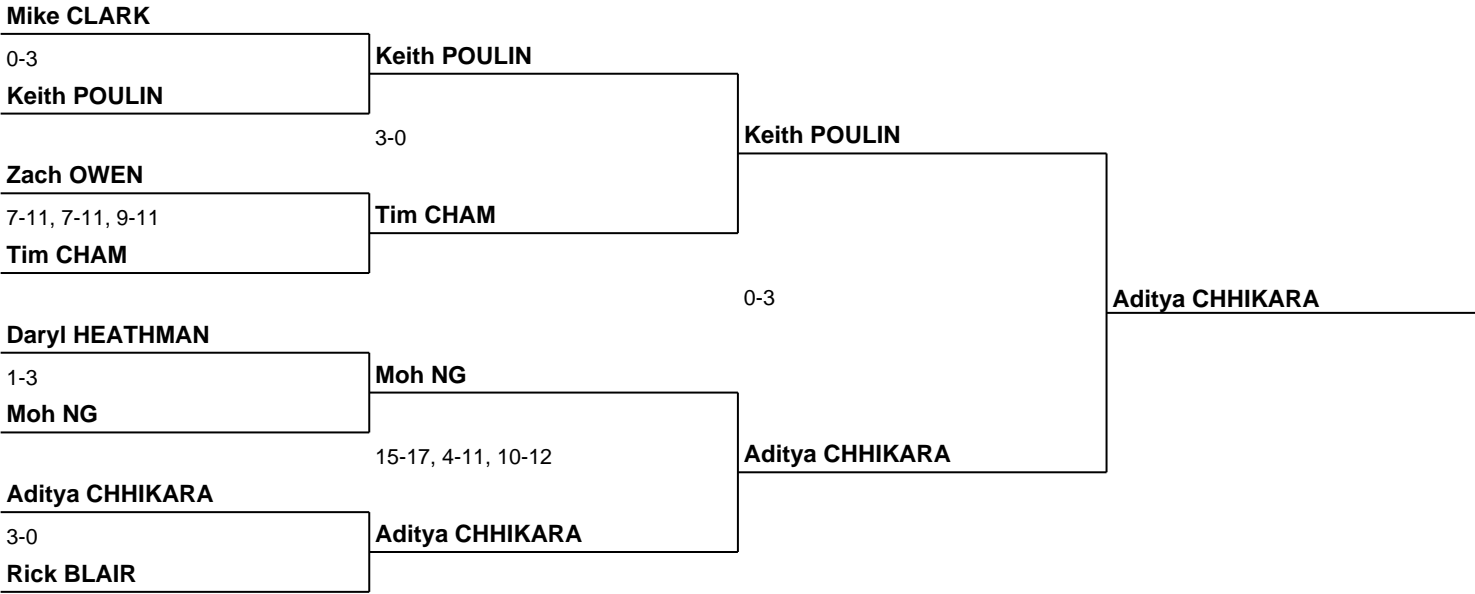 Mike CLARK
0-3
Keith POULIN
Keith POULIN
3-0
Keith POULIN
Zach OWEN
7-11, 7-11, 9-11
Tim CHAM
Tim CHAM
0-3
Aditya CHHIKARA
Daryl HEATHMAN
1-3
Moh NG
Moh NG
15-17, 4-11, 10-12
Aditya CHHIKARA
Aditya CHHIKARA
3-0
Aditya CHHIKARA
Rick BLAIR